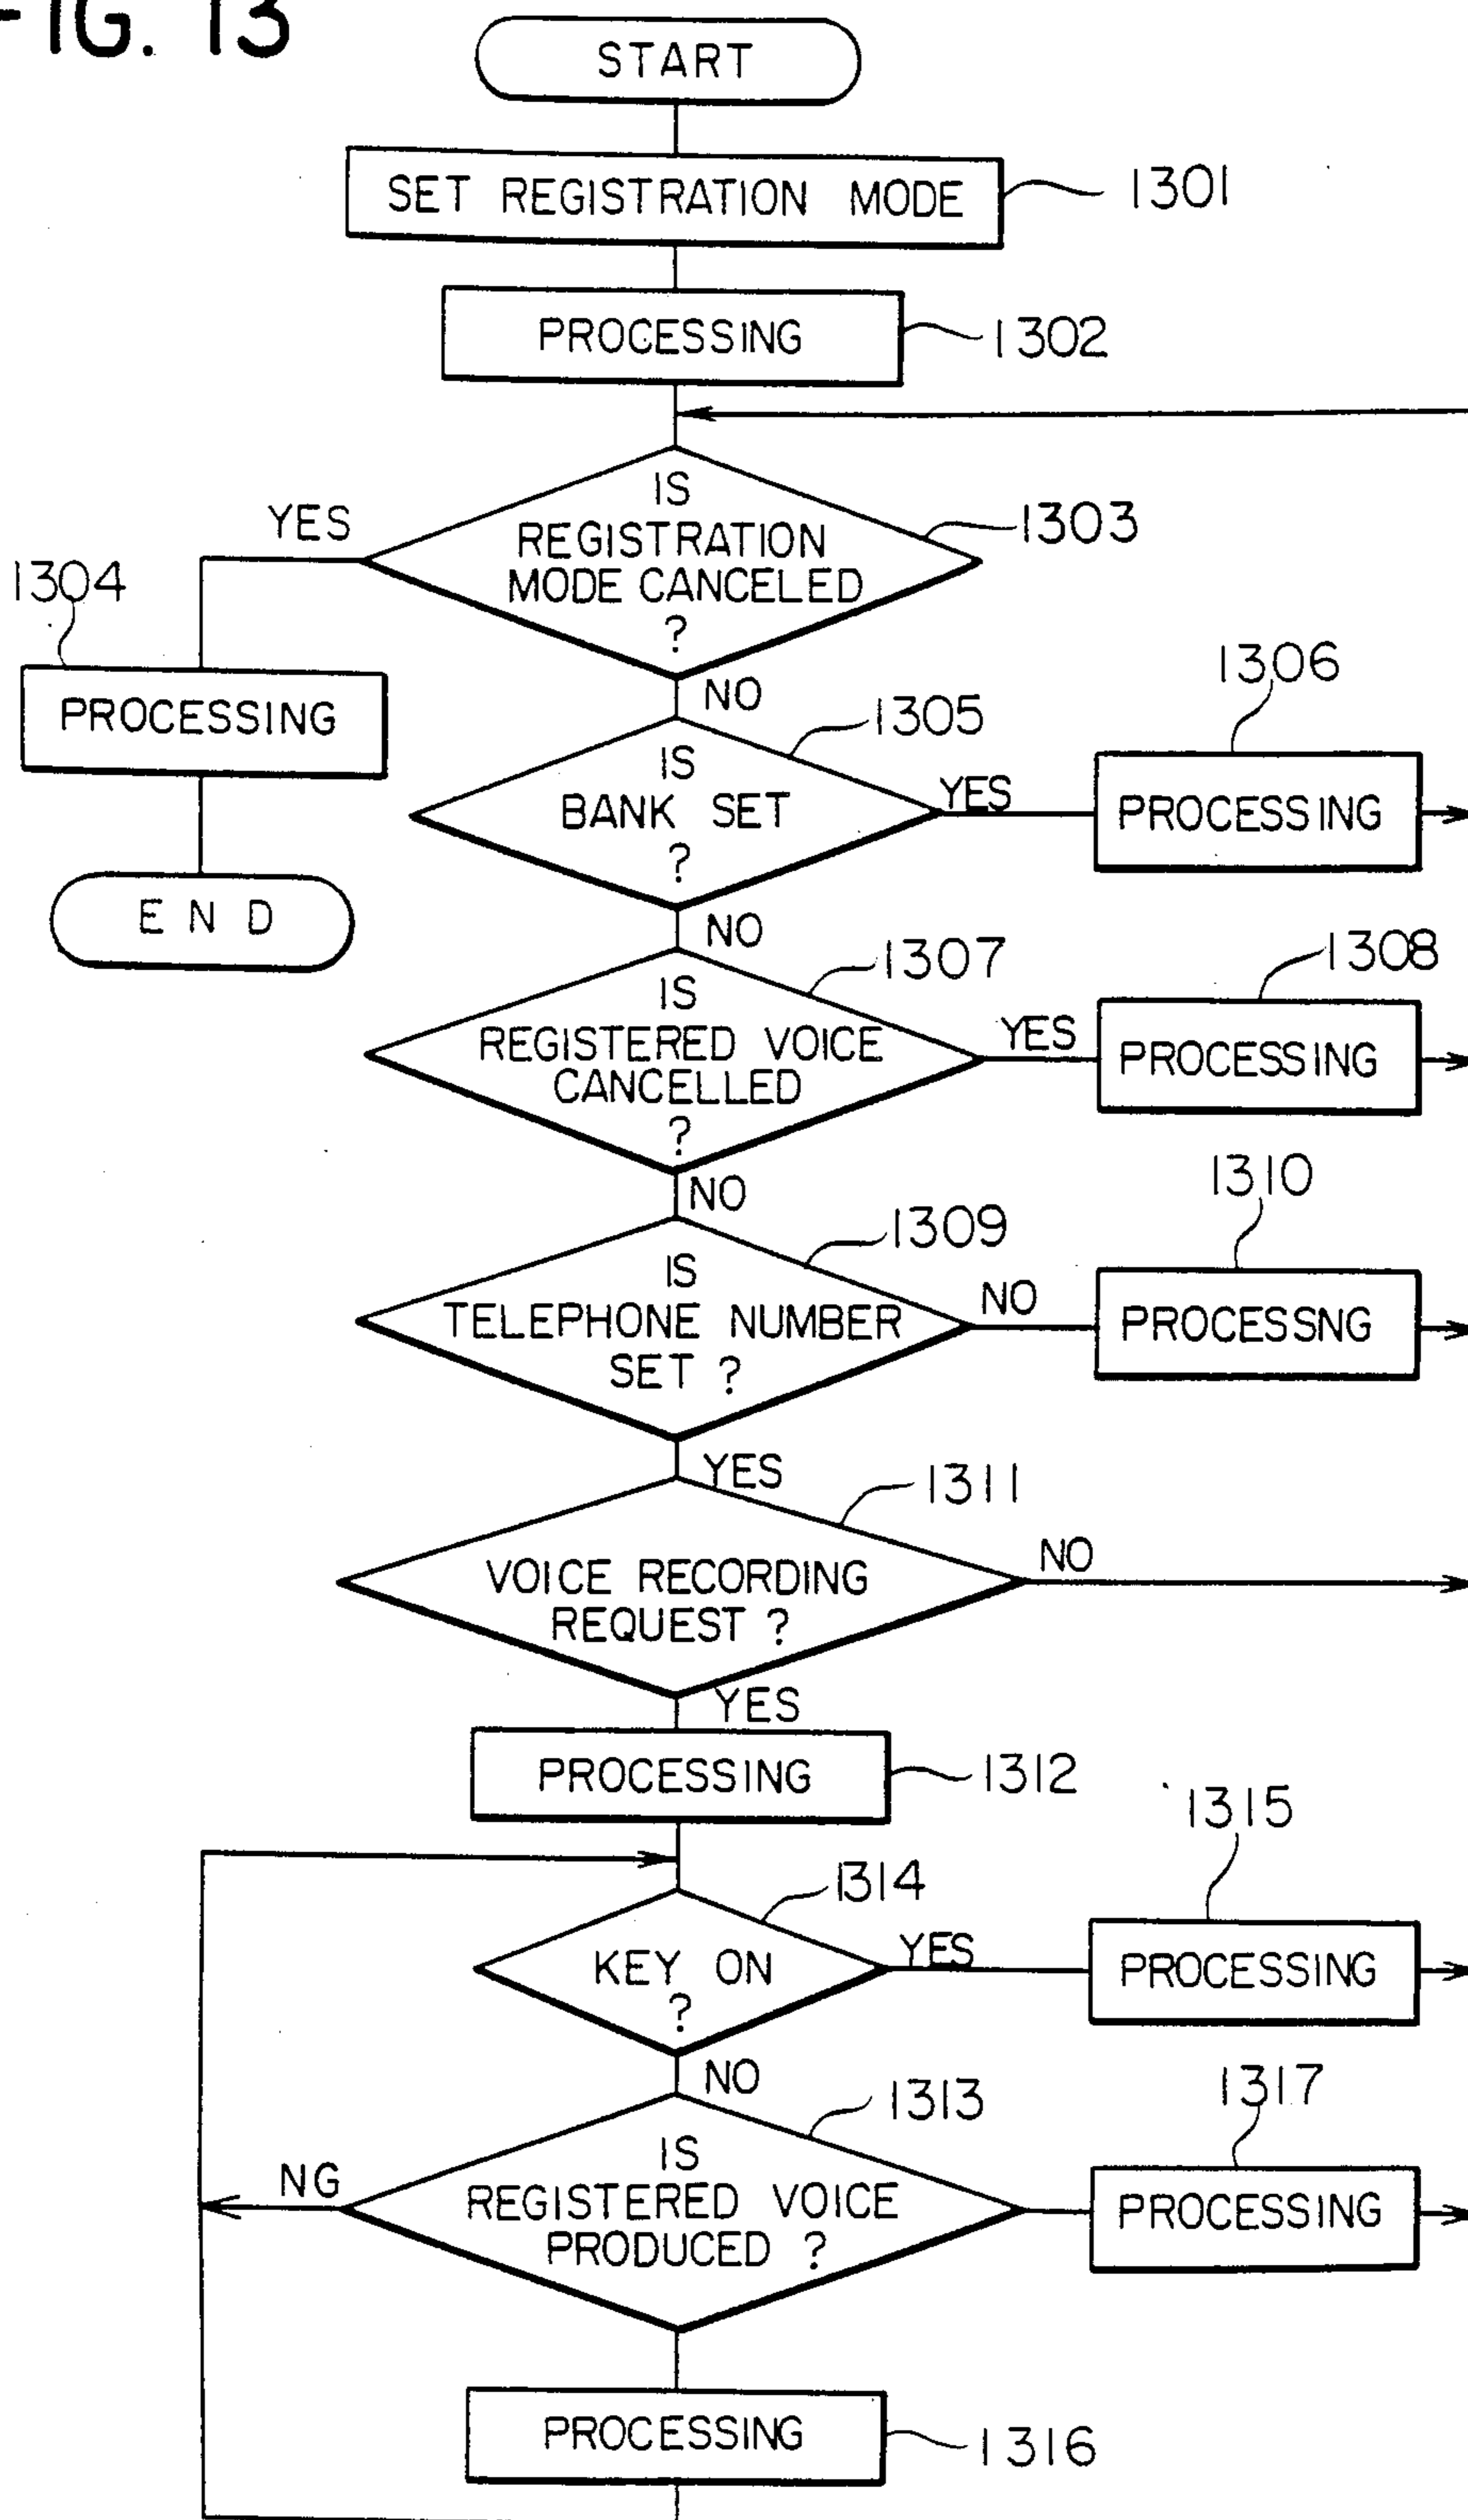 FIG. 13
START
SET REGISTRATION MODE
1301
PROCESSING
1302
IS
REGISTRATION
MODE CANCELED
?
1303
YES
1304
PROCESSING
END
NO
IS
BANK SET
?
1305
YES
1306
PROCESSING
NO
IS
REGISTERED VOICE
CANCELLED
?
1307
YES
1308
PROCESSING
NO
IS
TELEPHONE NUMBER
SET ?
1309
NO
1310
PROCESSNG
YES
VOICE RECORDING
REQUEST ?
1311
NO
YES
PROCESSING
1312
KEY ON
?
1314
YES
1315
PROCESSING
NO
IS
REGISTERED VOICE
PRODUCED ?
1313
NG
1317
PROCESSING
PROCESSING
1316